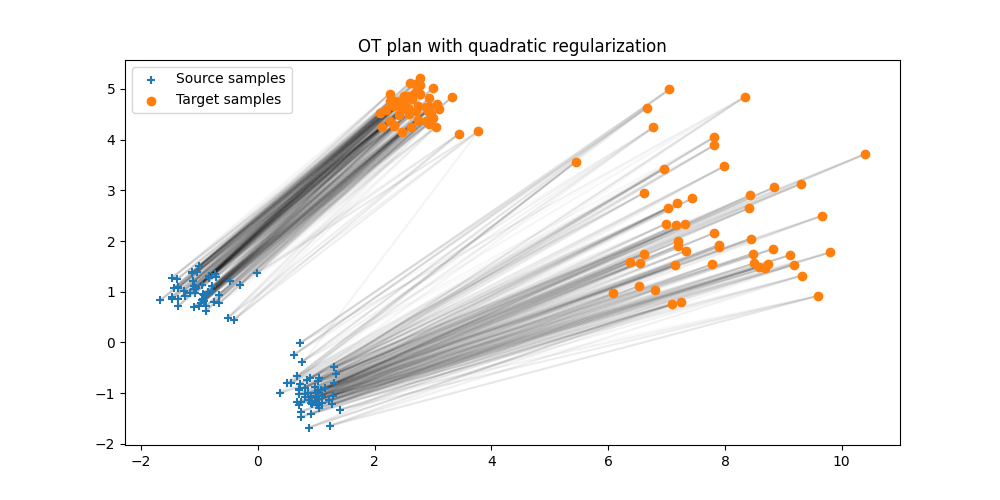 OT plan with quadratic regularization
Source samples
Target samples
5
4
3
2
1
0
−1
−2
−2 0 2 4 6 8 10